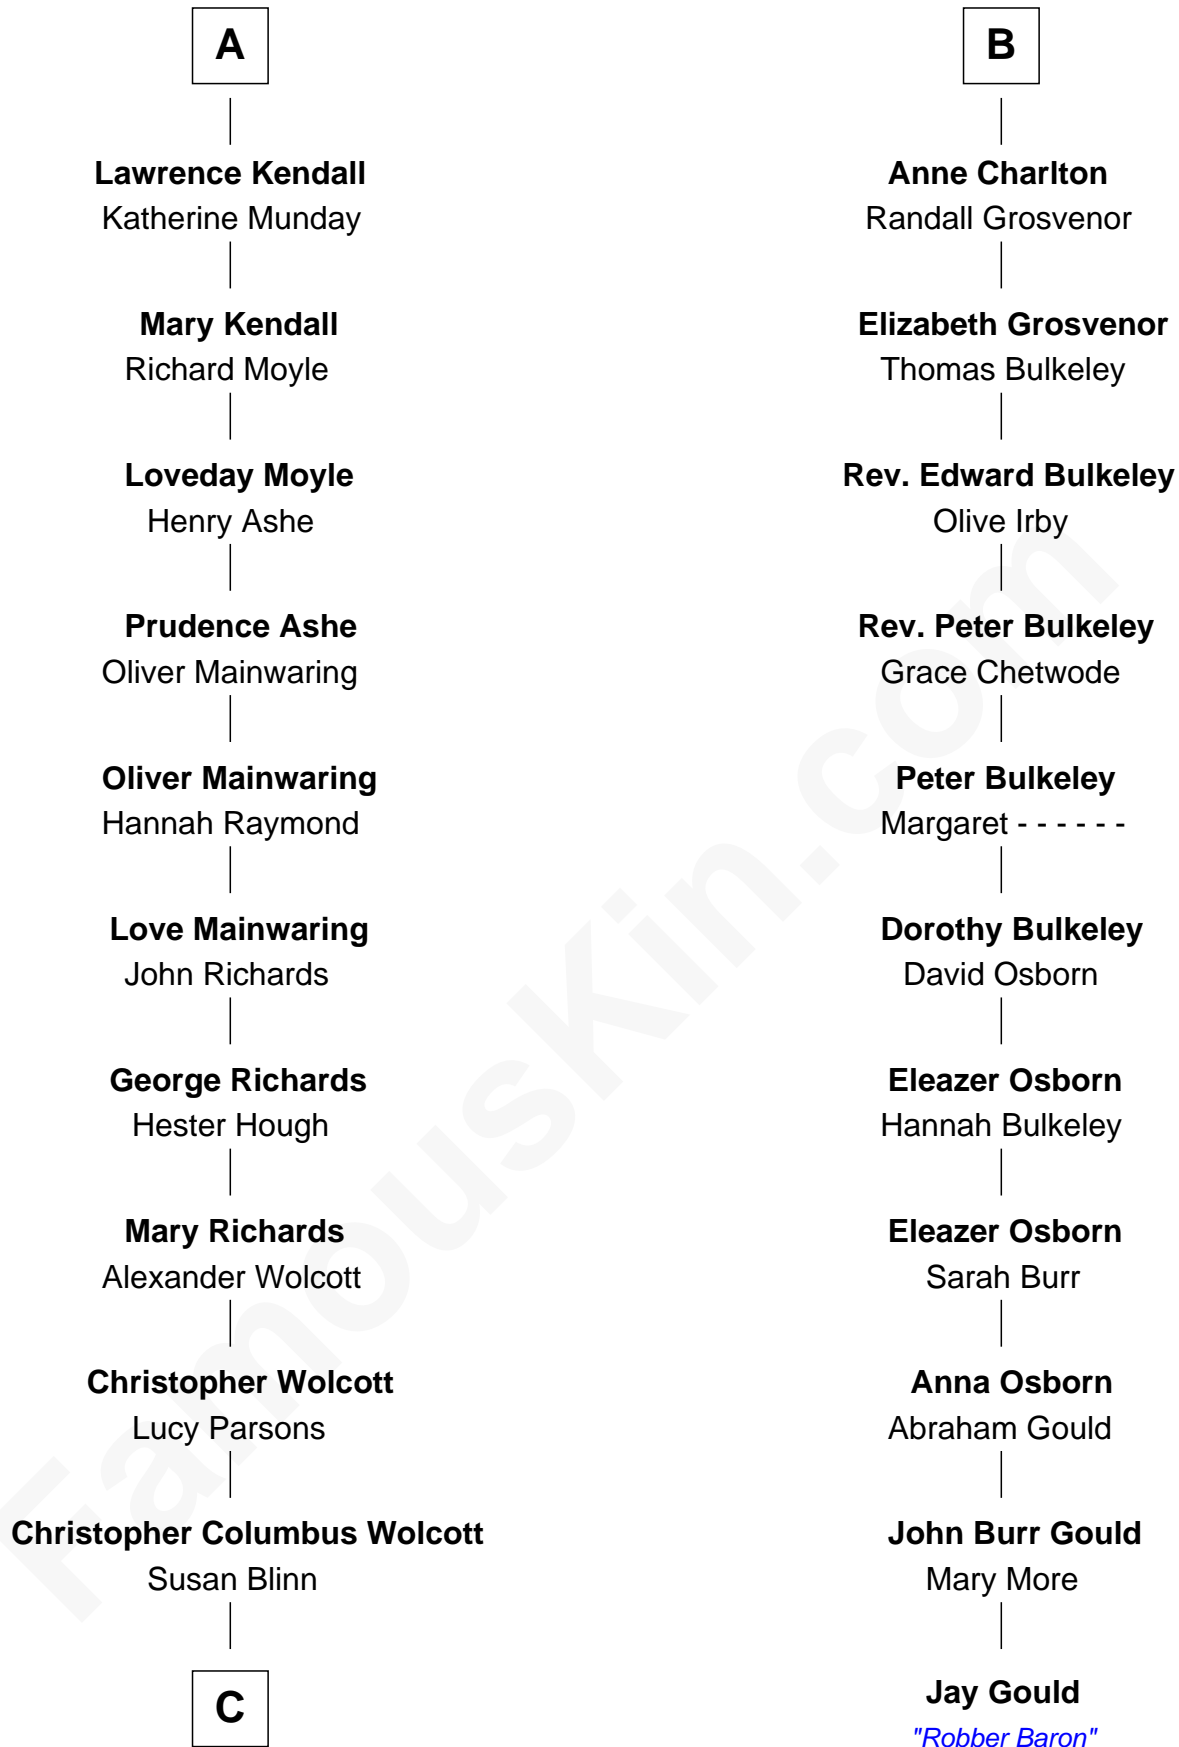 A
Lawrence Kendall
Katherine Munday
Mary Kendall
Richard Moyle
Loveday Moyle
Henry Ashe
Prudence Ashe
Oliver Mainwaring
Oliver Mainwaring
Hannah Raymond
Love Mainwaring
John Richards
George Richards
Hester Hough
Mary Richards
Alexander Wolcott
Christopher Wolcott
Lucy Parsons
Christopher Columbus Wolcott
Susan Blinn
C
B
Anne Charlton
Randall Grosvenor
Elizabeth Grosvenor
Thomas Bulkeley
Rev. Edward Bulkeley
Olive Irby
Rev. Peter Bulkeley
Grace Chetwode
Peter Bulkeley
Margaret - - - - - -
Dorothy Bulkeley
David Osborn
Eleazer Osborn
Hannah Bulkeley
Eleazer Osborn
Sarah Burr
Anna Osborn
Abraham Gould
John Burr Gould
Mary More
Jay Gould
"Robber Baron"
FamousKin.com